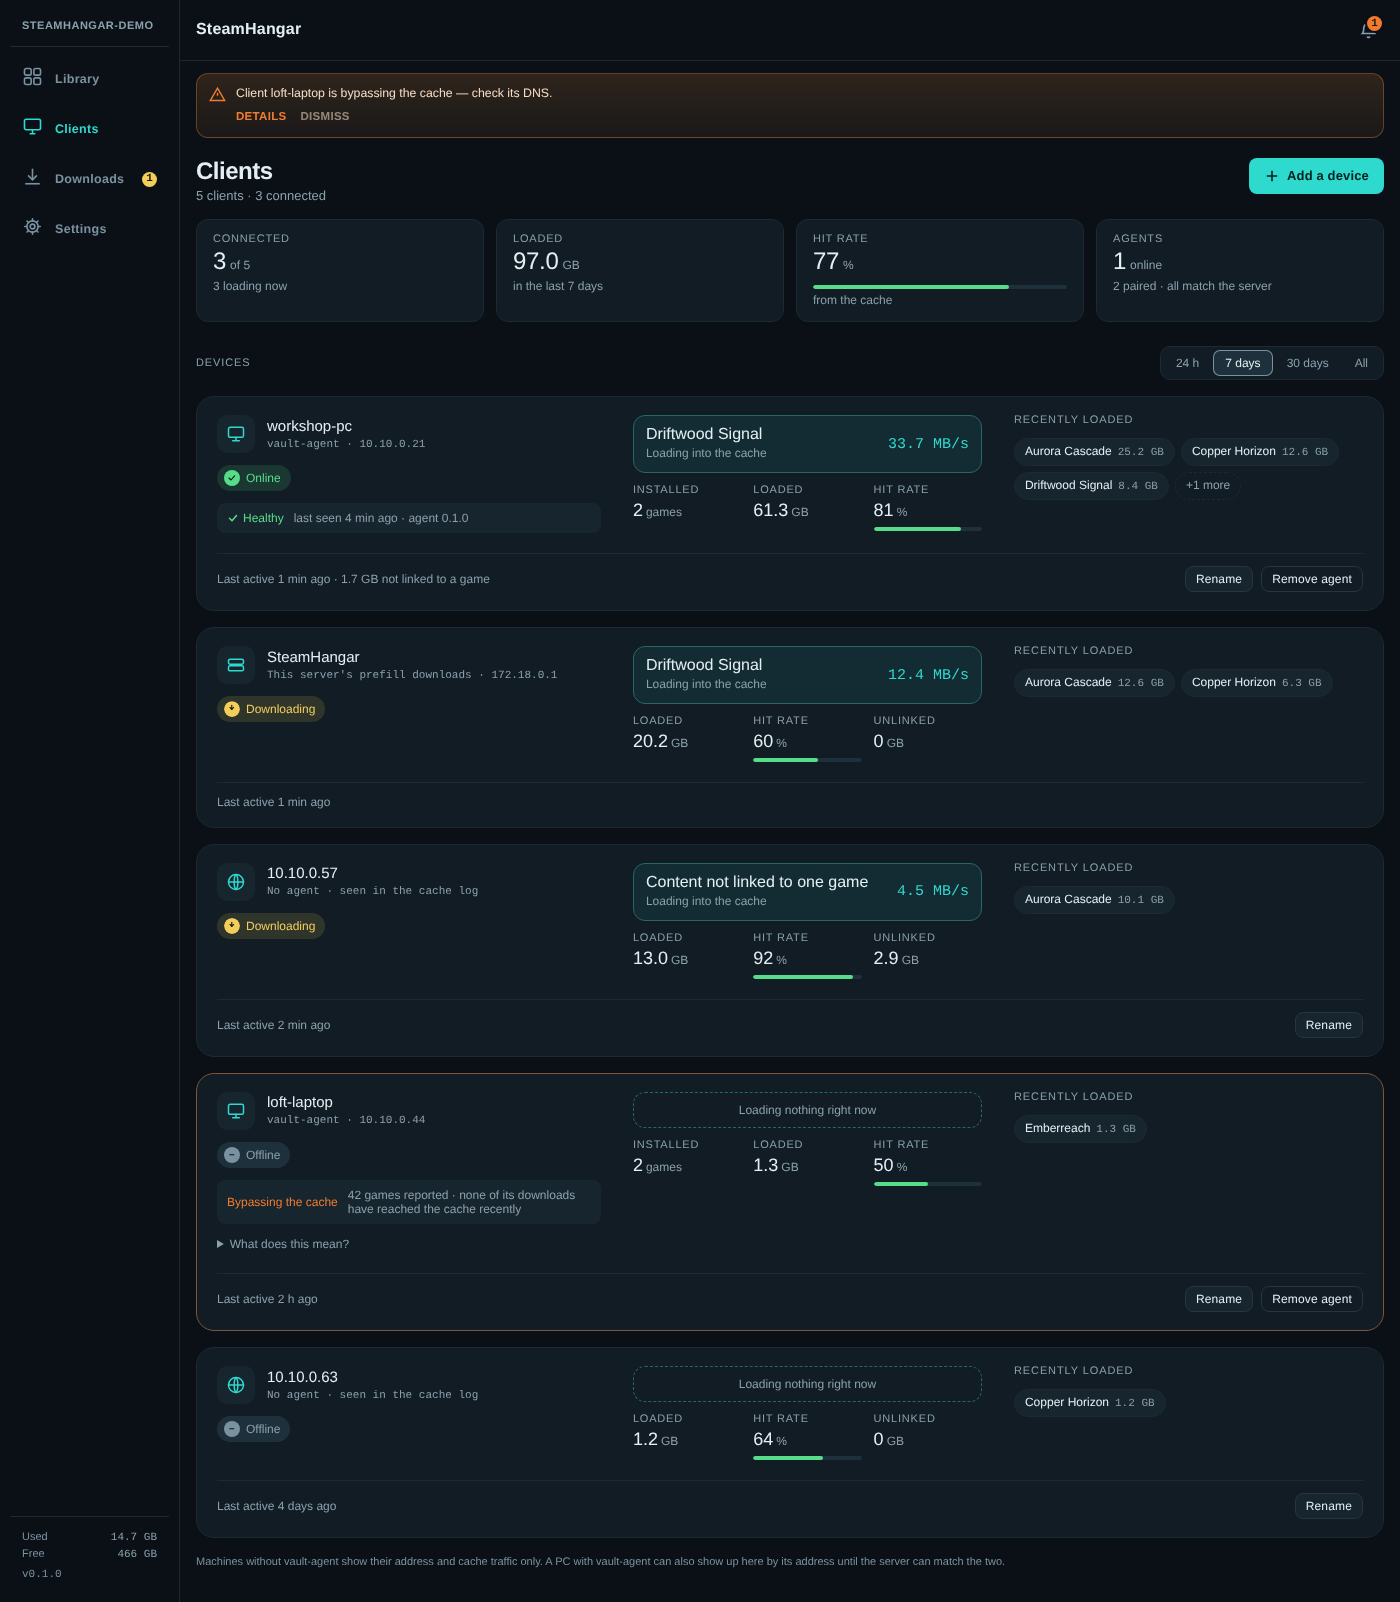 STEAMHANGAR-DEMO
Library
Clients
Downloads 1
Settings
SteamHangar
1
Client loft-laptop is bypassing the cache — check its DNS.
DETAILS DISMISS
Clients
5 clients · 3 connected
Add a device
CONNECTED
3 of 5
3 loading now
LOADED
97.0 GB
in the last 7 days
HIT RATE
77 %
from the cache
AGENTS
1 online
2 paired · all match the server
DEVICES
24 h 7 days 30 days All
workshop-pc
vault-agent · 10.10.0.21
Online
Healthy last seen 4 min ago · agent 0.1.0
Driftwood Signal
Loading into the cache
33.7 MB/s
INSTALLED
2 games
LOADED
61.3 GB
HIT RATE
81 %
RECENTLY LOADED
Aurora Cascade 25.2 GB
Copper Horizon 12.6 GB
Driftwood Signal 8.4 GB
+1 more
Last active 1 min ago · 1.7 GB not linked to a game
Rename
Remove agent
SteamHangar
This server's prefill downloads · 172.18.0.1
Downloading
Driftwood Signal
Loading into the cache
12.4 MB/s
LOADED
20.2 GB
HIT RATE
60 %
UNLINKED
0 GB
RECENTLY LOADED
Aurora Cascade 12.6 GB
Copper Horizon 6.3 GB
Last active 1 min ago
10.10.0.57
No agent · seen in the cache log
Downloading
Content not linked to one game
Loading into the cache
4.5 MB/s
LOADED
13.0 GB
HIT RATE
92 %
UNLINKED
2.9 GB
RECENTLY LOADED
Aurora Cascade 10.1 GB
Last active 2 min ago
Rename
loft-laptop
vault-agent · 10.10.0.44
Offline
Bypassing the cache
42 games reported · none of its downloads
have reached the cache recently
What does this mean?
Loading nothing right now
INSTALLED
2 games
LOADED
1.3 GB
HIT RATE
50 %
RECENTLY LOADED
Emberreach 1.3 GB
Last active 2 h ago
Rename
Remove agent
10.10.0.63
No agent · seen in the cache log
Offline
Loading nothing right now
LOADED
1.2 GB
HIT RATE
64 %
UNLINKED
0 GB
RECENTLY LOADED
Copper Horizon 1.2 GB
Last active 4 days ago
Rename
Used 14.7 GB
Free 466 GB
v0.1.0
Machines without vault-agent show their address and cache traffic only. A PC with vault-agent can also show up here by its address until the server can match the two.